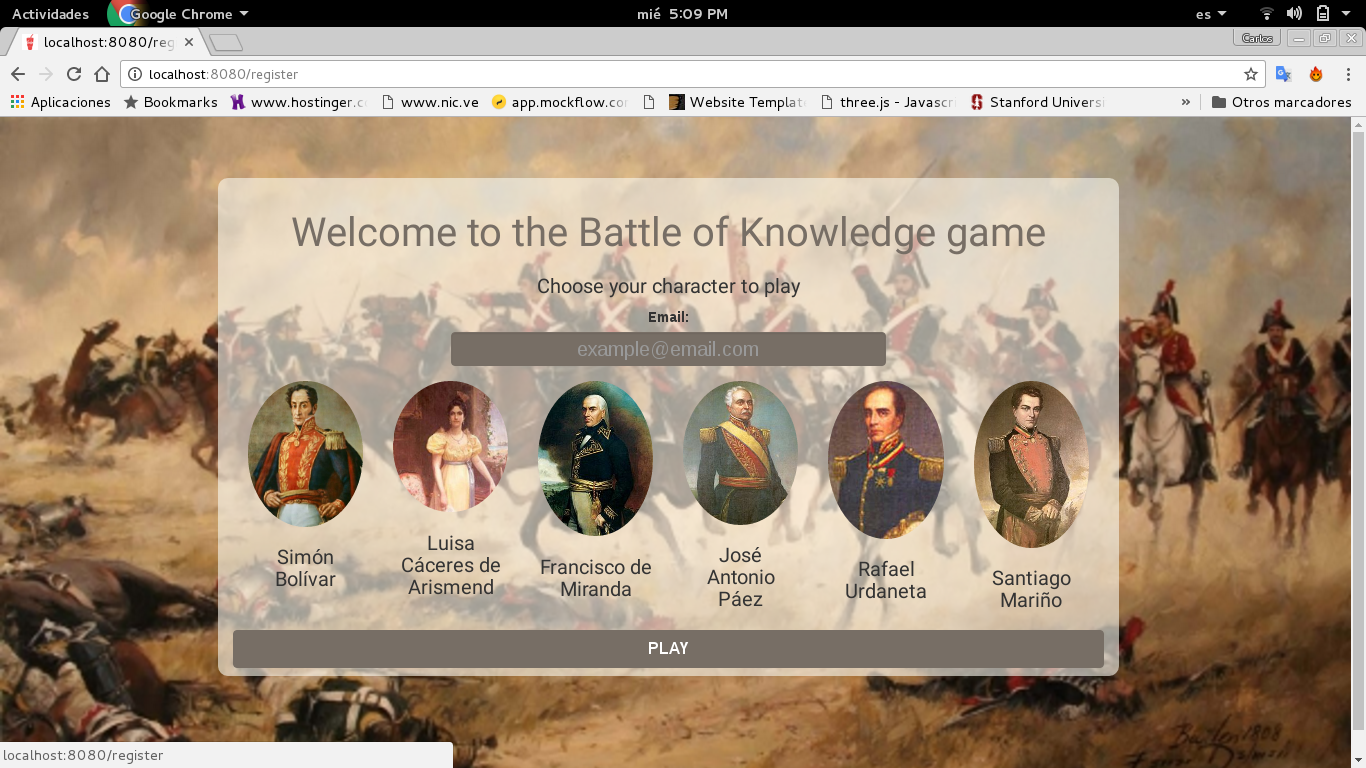 Actividades Google Chrome mié 5:09 PM es
localhost:8080/reg Carlos
localhost:8080/register
Aplicaciones Bookmarks www.hostinger.c www.nic.ve app.mockflow.co Website Templat three.js - Javascri Stanford Universi » Otros marcadores
Welcome to the Battle of Knowledge game
Choose your character to play
Email:
example@email.com
Simón
Bolívar
Luisa
Cáceres de
Arismend
Francisco de
Miranda
José
Antonio
Páez
Rafael
Urdaneta
Santiago
Mariño
PLAY
1808
localhost:8080/register